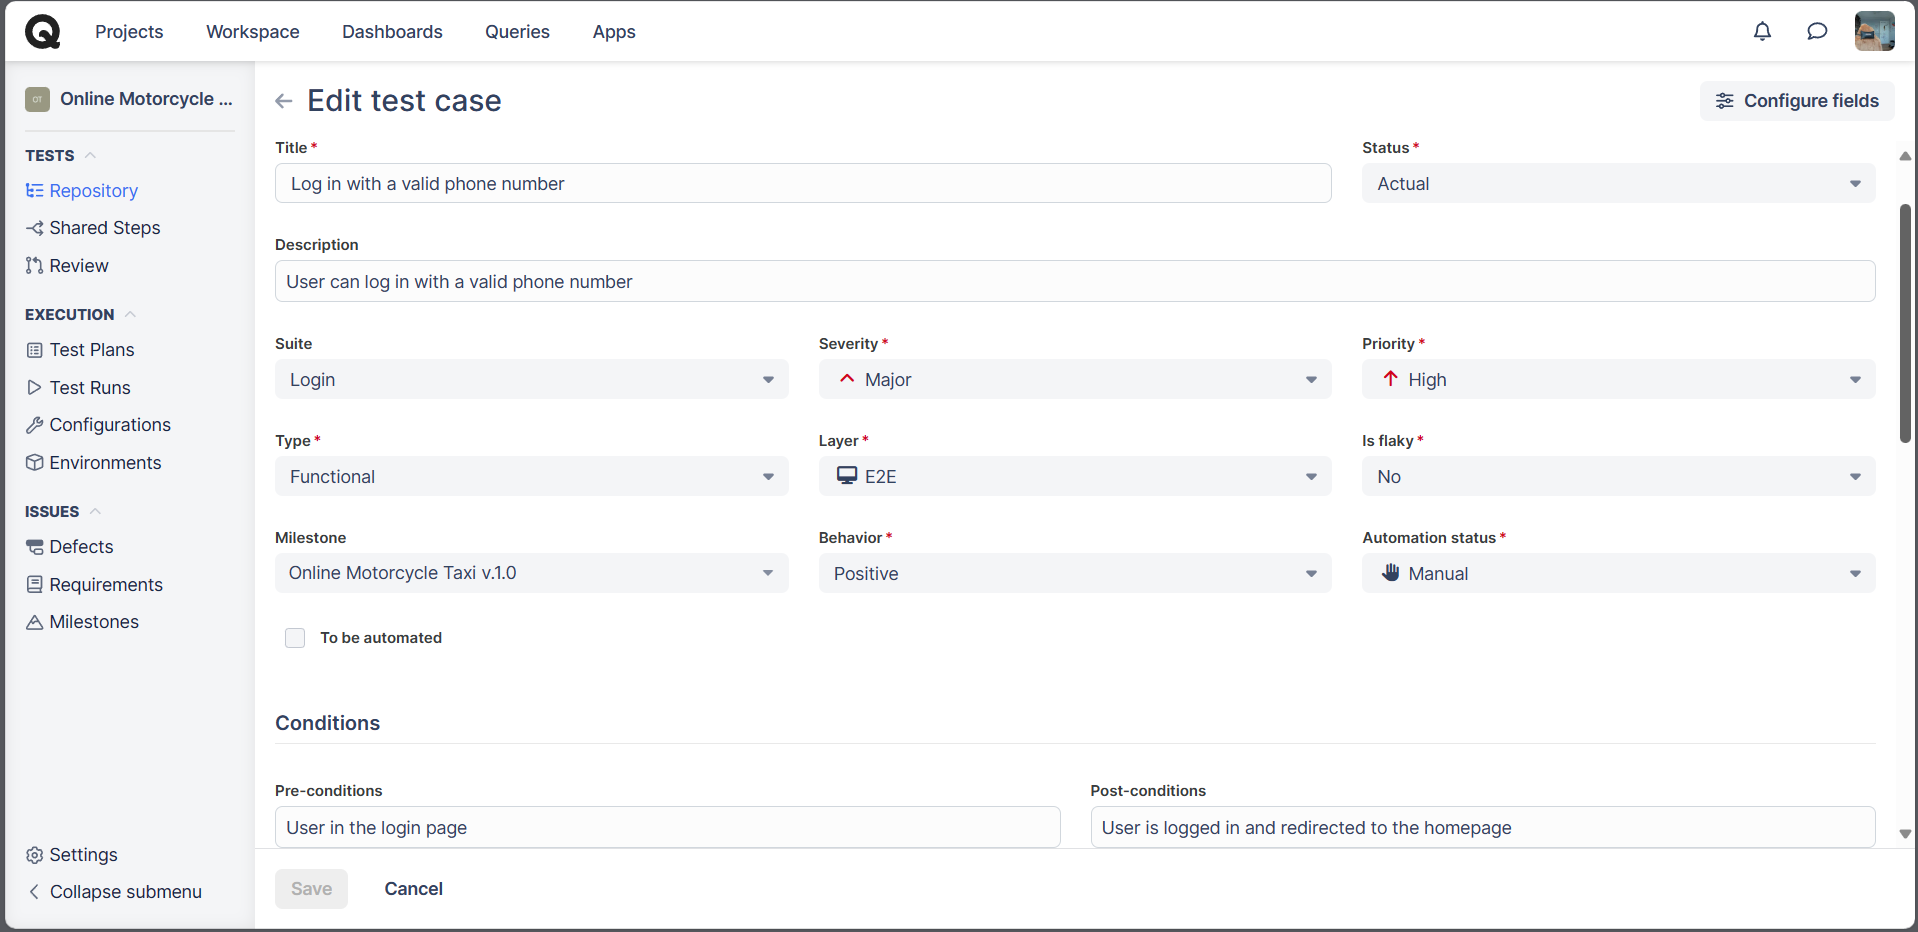 Projects
Workspace
Dashboards
Queries
Apps
OT
Online Motorcycle ...
TESTS
Repository
Shared Steps
Review
EXECUTION
Test Plans
Test Runs
Configurations
Environments
ISSUES
Defects
Requirements
Milestones
Settings
Collapse submenu
Edit test case
Configure fields
Title *
Status *
Log in with a valid phone number
Actual
Description
User can log in with a valid phone number
Suite
Severity *
Priority *
Login
Major
High
Type *
Layer *
Is flaky *
Functional
E2E
No
Milestone
Behavior *
Automation status *
Online Motorcycle Taxi v.1.0
Positive
Manual
To be automated
Conditions
Pre-conditions
Post-conditions
User in the login page
User is logged in and redirected to the homepage
Save
Cancel